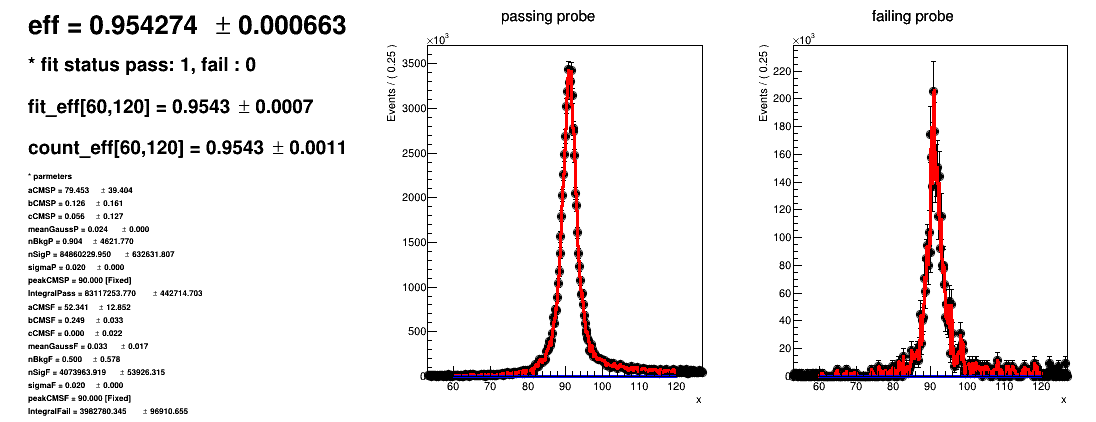 eff = 0.954274 ± 0.000663
* fit status pass: 1, fail : 0
fit_eff[60,120] = 0.9543 ± 0.0007
count_eff[60,120] = 0.9543 ± 0.0011
* parmeters
aCMSP = 79.453 ± 39.404
bCMSP = 0.126 ± 0.161
cCMSP = 0.056 ± 0.127
meanGaussP = 0.024 ± 0.000
nBkgP = 0.904 ± 4621.770
nSigP = 84860229.950 ± 632631.807
sigmaP = 0.020 ± 0.000
peakCMSP = 90.000 [Fixed]
IntegralPass = 83117253.770 ± 442714.703
aCMSF = 52.341 ± 12.852
bCMSF = 0.249 ± 0.033
cCMSF = 0.000 ± 0.022
meanGaussF = 0.033 ± 0.017
nBkgF = 0.500 ± 0.578
nSigF = 4073963.919 ± 53926.315
sigmaF = 0.020 ± 0.000
peakCMSF = 90.000 [Fixed]
IntegralFail = 3982780.345 ± 96910.655
passing probe
×10³
Events / ( 0.25 )
3500
3000
2500
2000
1500
1000
500
0
60 70 80 90 100 110 120
x
failing probe
×10³
Events / ( 0.25 )
220
200
180
160
140
120
100
80
60
40
20
0
60 70 80 90 100 110 120
x